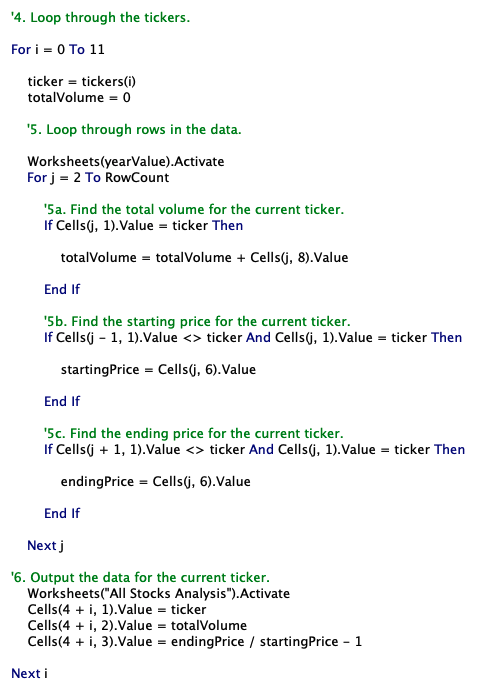 '4. Loop through the tickers.
For i = 0 To 11
ticker = tickers(i)
totalVolume = 0
'5. Loop through rows in the data.
Worksheets(yearValue).Activate
For j = 2 To RowCount
'5a. Find the total volume for the current ticker.
If Cells(j, 1).Value = ticker Then
totalVolume = totalVolume + Cells(j, 8).Value
End If
'5b. Find the starting price for the current ticker.
If Cells(j - 1, 1).Value <> ticker And Cells(j, 1).Value = ticker Then
startingPrice = Cells(j, 6).Value
End If
'5c. Find the ending price for the current ticker.
If Cells(j + 1, 1).Value <> ticker And Cells(j, 1).Value = ticker Then
endingPrice = Cells(j, 6).Value
End If
Next j
'6. Output the data for the current ticker.
Worksheets("All Stocks Analysis").Activate
Cells(4 + i, 1).Value = ticker
Cells(4 + i, 2).Value = totalVolume
Cells(4 + i, 3).Value = endingPrice / startingPrice - 1
Next i